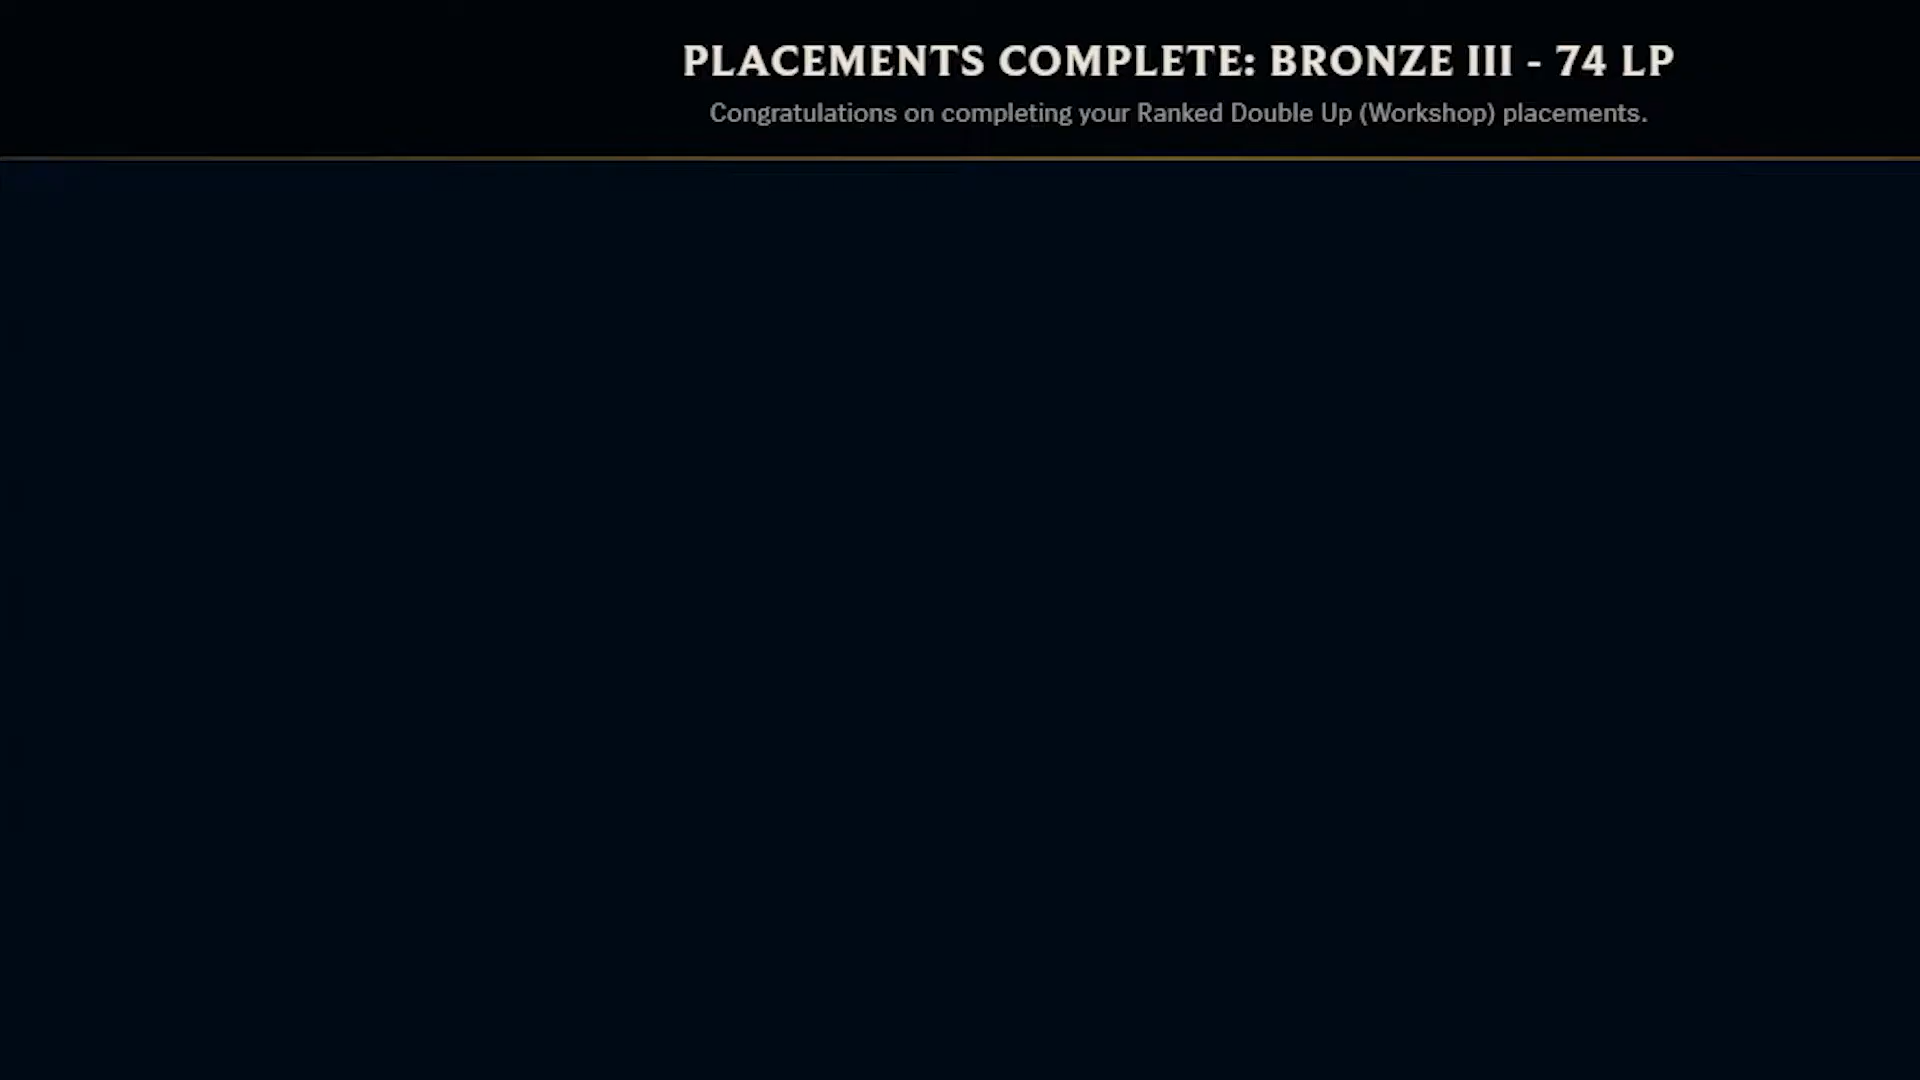 PLACEMENTS COMPLETE: BRONZE III - 74 LP
Congratulations on completing your Ranked Double Up (Workshop) placements.